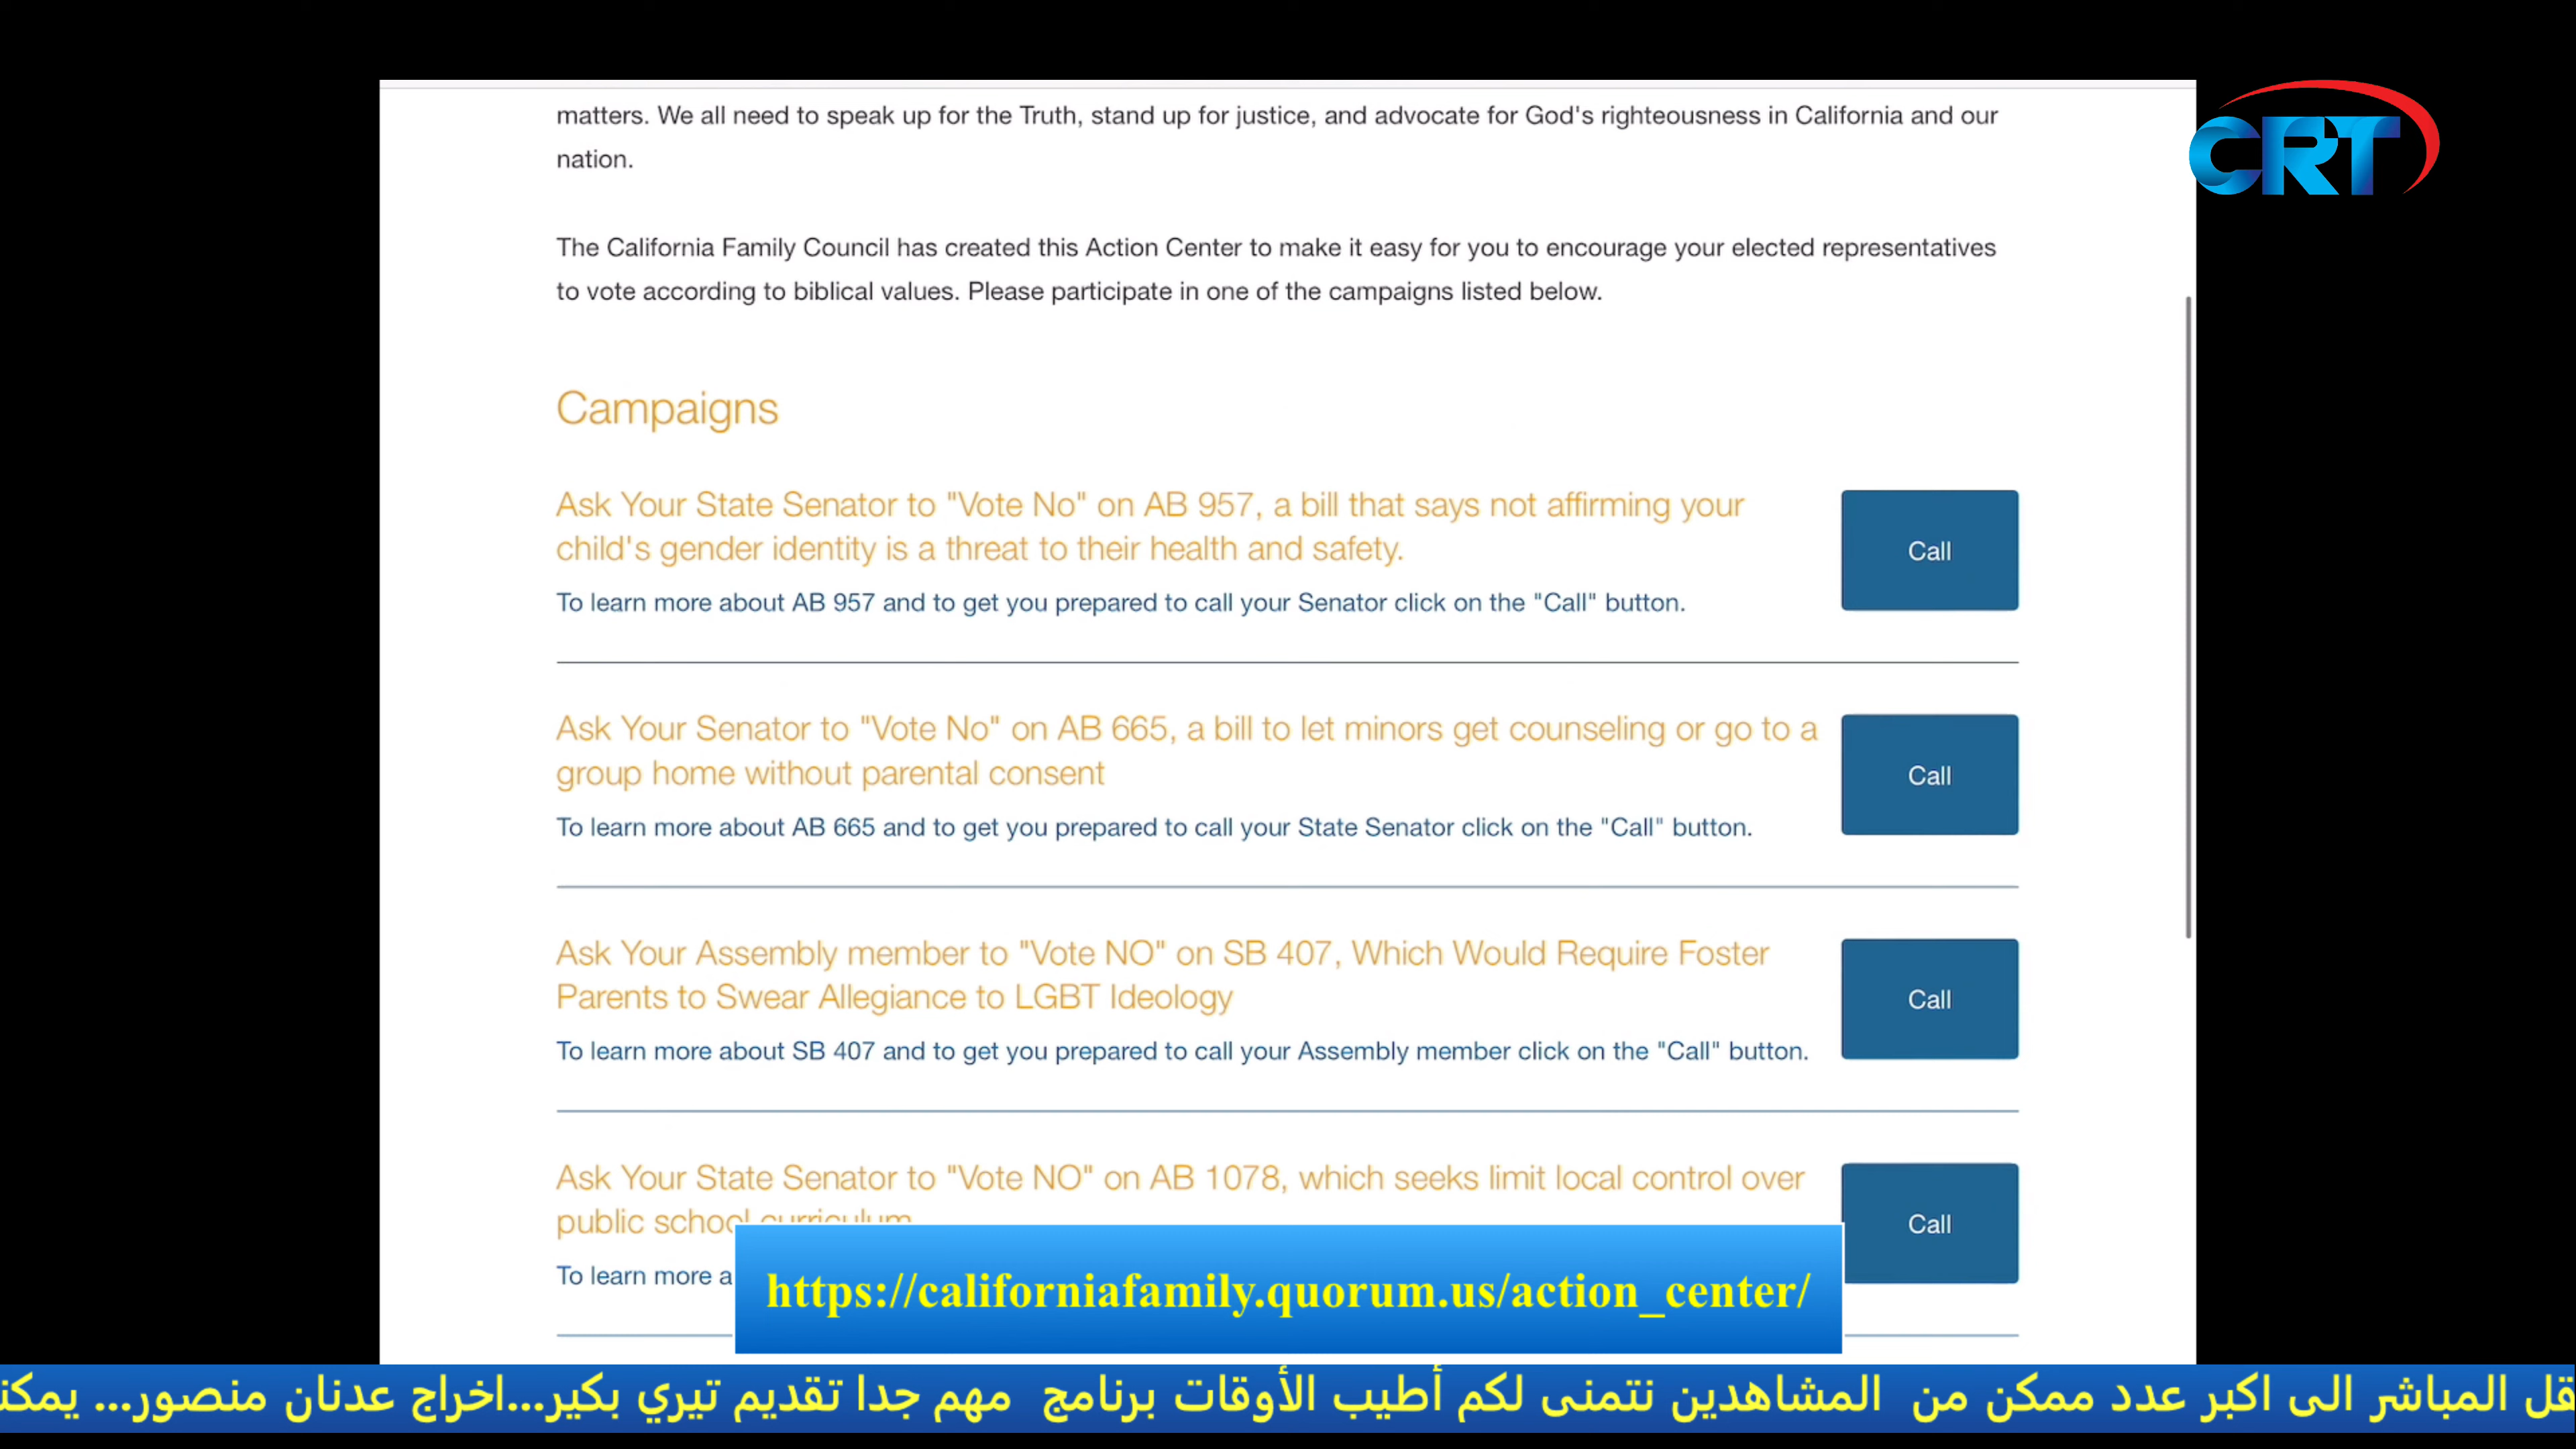 matters. We all need to speak up for the Truth, stand up for justice, and advocate for God's righteousness in California and our
nation.
CRT
The California Family Council has created this Action Center to make it easy for you to encourage your elected representatives
to vote according to biblical values. Please participate in one of the campaigns listed below.
Campaigns
Ask Your State Senator to "Vote No" on AB 957, a bill that says not affirming your
child's gender identity is a threat to their health and safety.
Call
To learn more about AB 957 and to get you prepared to call your Senator click on the "Call" button.
Ask Your Senator to "Vote No" on AB 665, a bill to let minors get counseling or go to a
group home without parental consent
Call
To learn more about AB 665 and to get you prepared to call your State Senator click on the "Call" button.
Ask Your Assembly member to "Vote NO" on SB 407, Which Would Require Foster
Parents to Swear Allegiance to LGBT Ideology
Call
To learn more about SB 407 and to get you prepared to call your Assembly member click on the "Call" button.
Ask Your State Senator to "Vote NO" on AB 1078, which seeks limit local control over
public school curriculum
Call
To learn more a
https://californiafamily.quorum.us/action_center/
المباشر الى اكبر عدد ممكن من المشاهدين نتمنى لكم أطيب الأوقات برنامج مهم جدا تقديم تيري بكير...اخراج عدنان منصور...